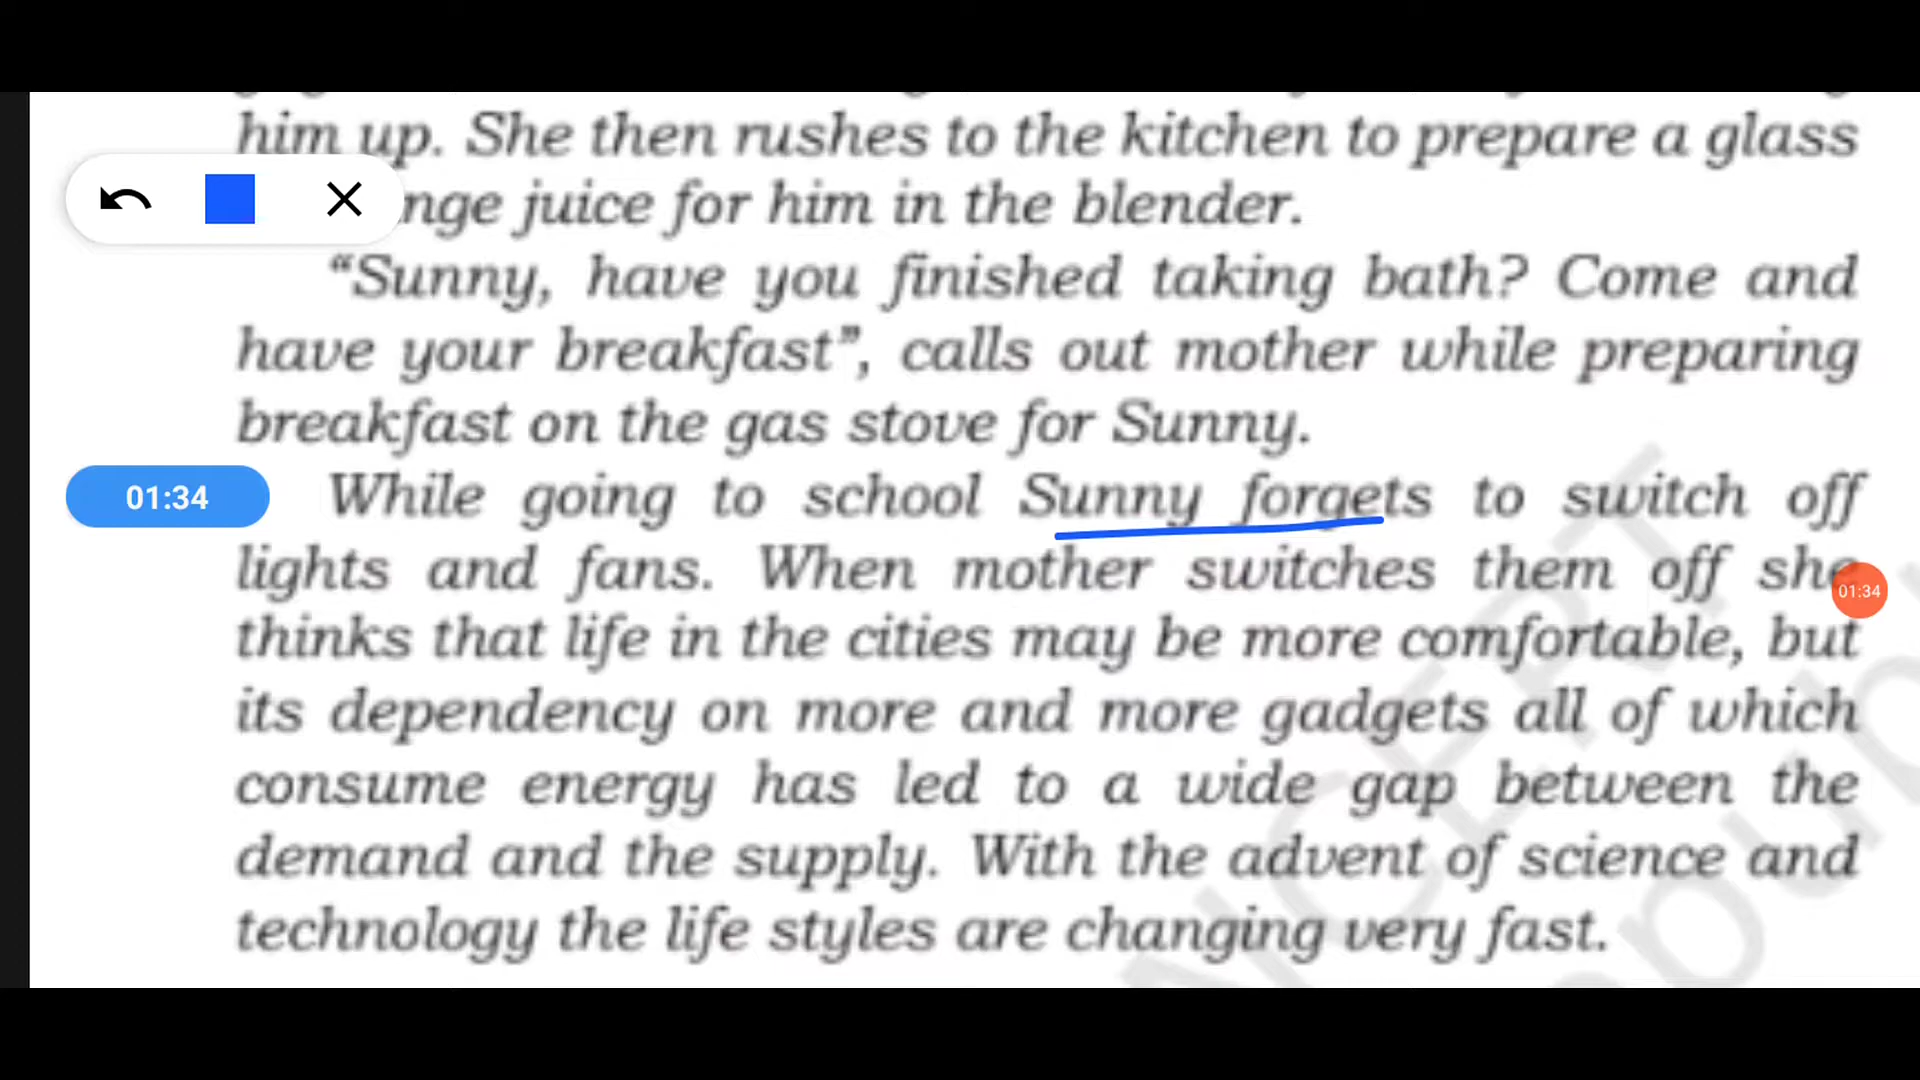 him up. She then rushes to the kitchen to prepare a glass
nge juice for him in the blender.
“Sunny, have you finished taking bath? Come and
have your breakfast”, calls out mother while preparing
breakfast on the gas stove for Sunny.
01:34
While going to school Sunny forgets to switch off
lights and fans. When mother switches them off she
01:34
thinks that life in the cities may be more comfortable, but
its dependency on more and more gadgets all of which
consume energy has led to a wide gap between the
demand and the supply. With the advent of science and
technology the life styles are changing very fast.
NCERT